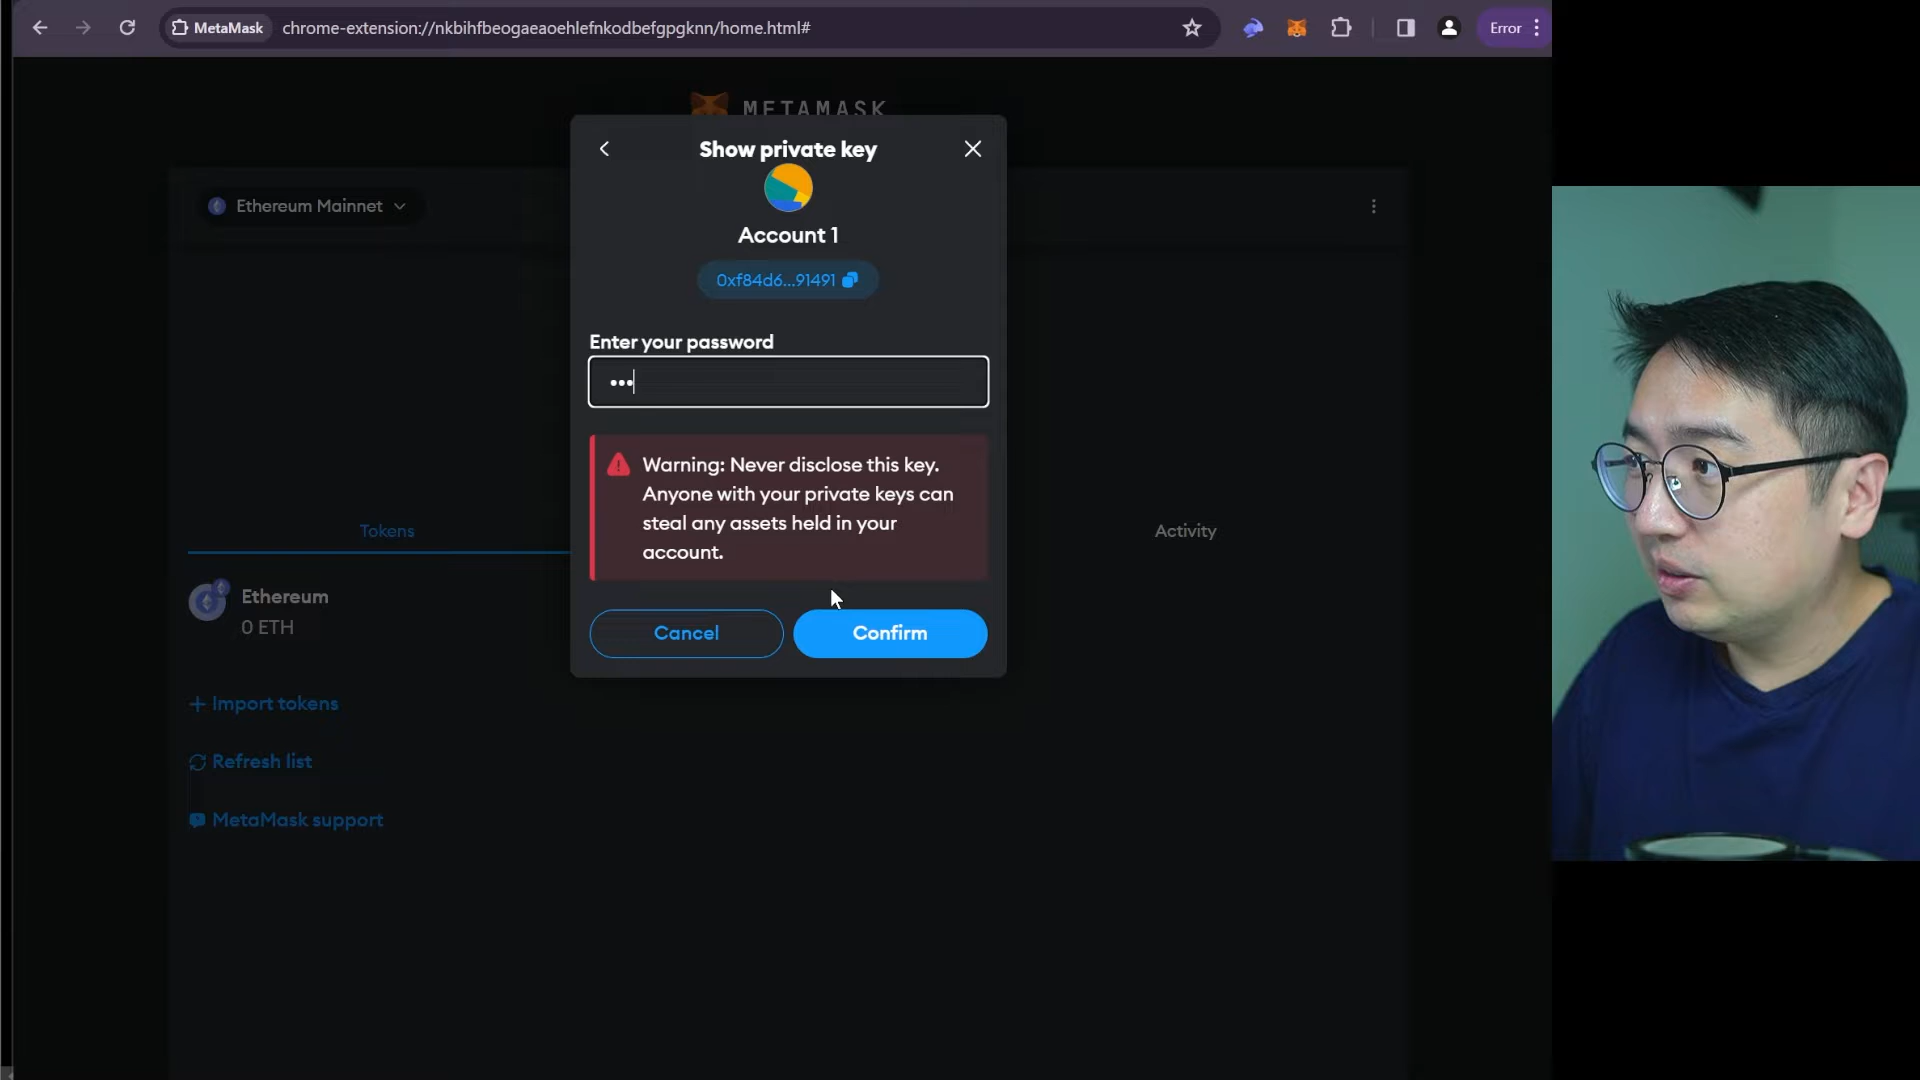 MetaMask
chrome-extension://nkbihfbeogaeaoehlefnkodbefgpgknn/home.html#
Error
METAMASK
Show private key
Ethereum Mainnet
Account 1
0xf84d6...91491
Enter your password
•••
Warning: Never disclose this key.
Anyone with your private keys can
steal any assets held in your
account.
Tokens
Activity
Ethereum
0 ETH
Cancel
Confirm
+ Import tokens
Refresh list
MetaMask support